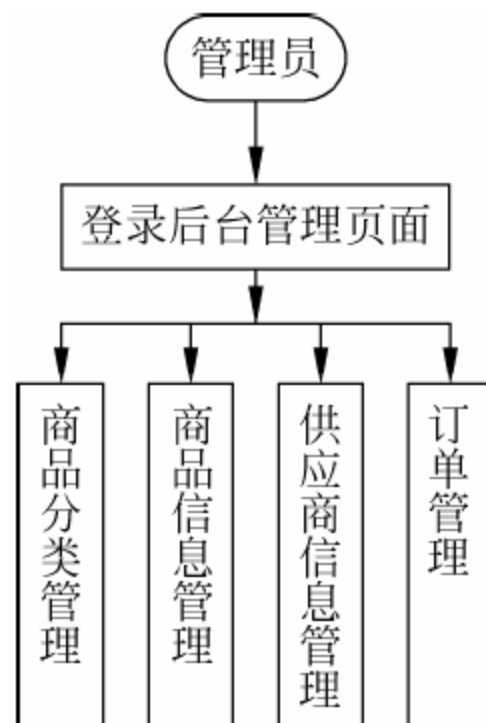 管理员
登录后台管理页面
商品分类管理
商品信息管理
供应商信息管理
订单管理